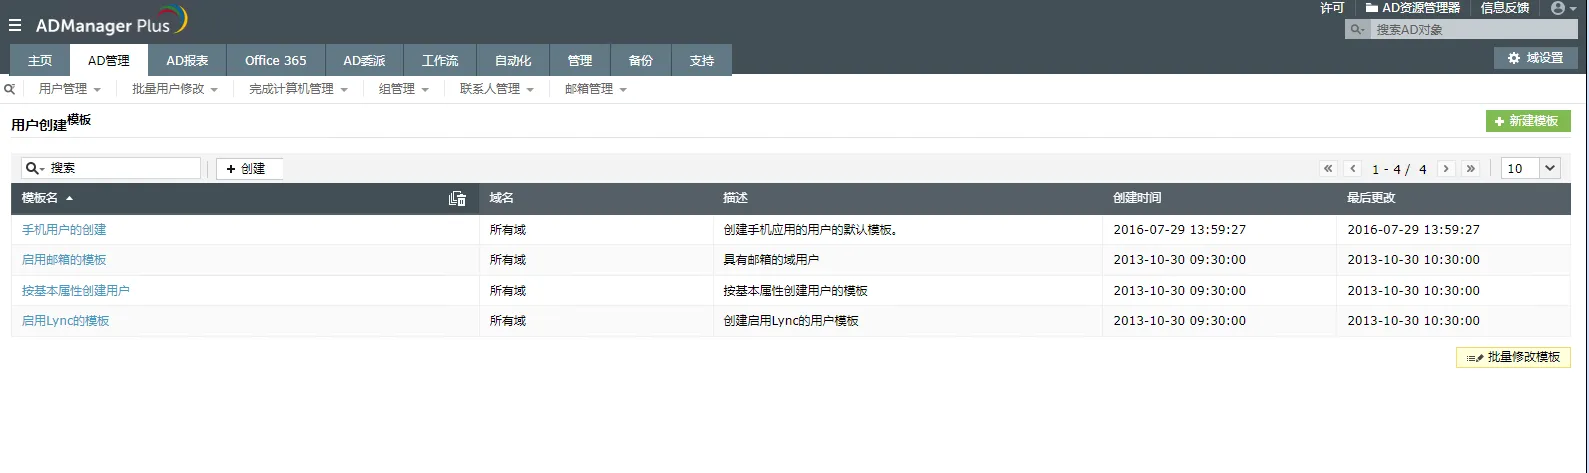 许可 AD资源管理器 信息反馈
ADManager Plus
搜索AD对象
主页 AD管理 AD报表 Office 365 AD委派 工作流 自动化 管理 备份 支持 域设置
用户管理 批量用户修改 完成计算机管理 组管理 联系人管理 邮箱管理
用户创建模板 + 新建模板
搜索 + 创建 « ‹ 1 - 4 / 4 › » 10
模板名 域名 描述 创建时间 最后更改
手机用户的创建 所有域 创建手机应用的用户的默认模板。 2016-07-29 13:59:27 2016-07-29 13:59:27
启用邮箱的模板 所有域 具有邮箱的域用户 2013-10-30 09:30:00 2013-10-30 10:30:00
按基本属性创建用户 所有域 按基本属性创建用户的模板 2013-10-30 09:30:00 2013-10-30 10:30:00
启用Lync的模板 所有域 创建启用Lync的用户模板 2013-10-30 09:30:00 2013-10-30 10:30:00
批量修改模板